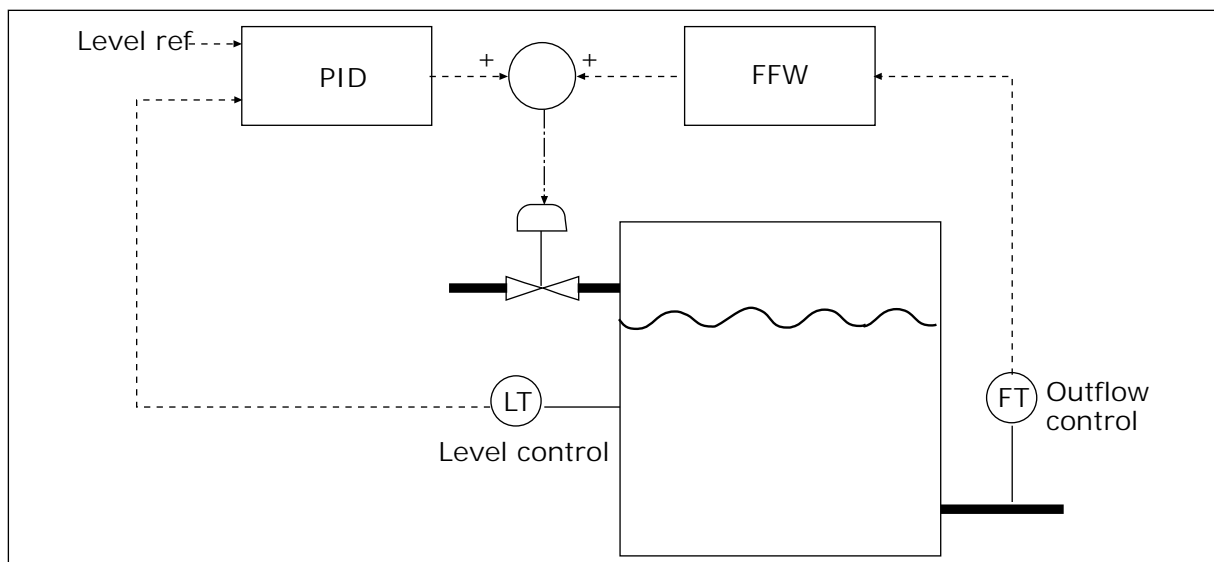 Level ref
PID
+
+
FFW
LT
Level control
FT
Outflow
control